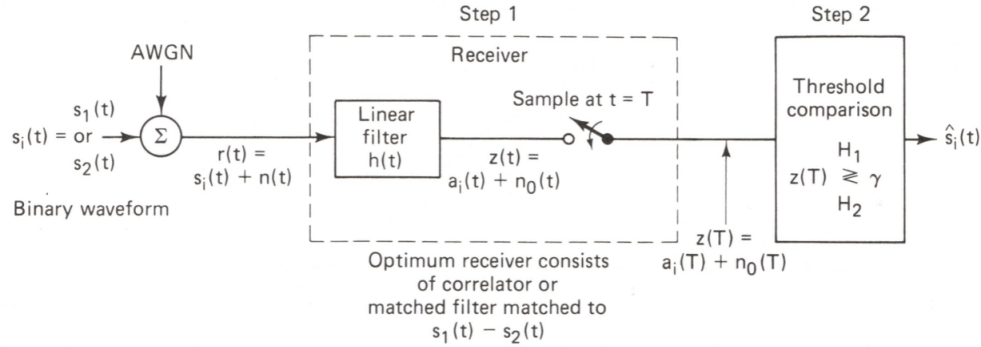 Step 1
Step 2
AWGN
Receiver
s₁(t)
sᵢ(t) = or
s₂(t)
Σ
r(t) =
sᵢ(t) + n(t)
Binary waveform
Linear
filter
h(t)
z(t) =
aᵢ(t) + n₀(t)
Sample at t = T
z(T) =
aᵢ(T) + n₀(T)
Threshold
comparison
H₁
z(T) ≷ γ
H₂
ŝᵢ(t)
Optimum receiver consists
of correlator or
matched filter matched to
s₁(t) − s₂(t)